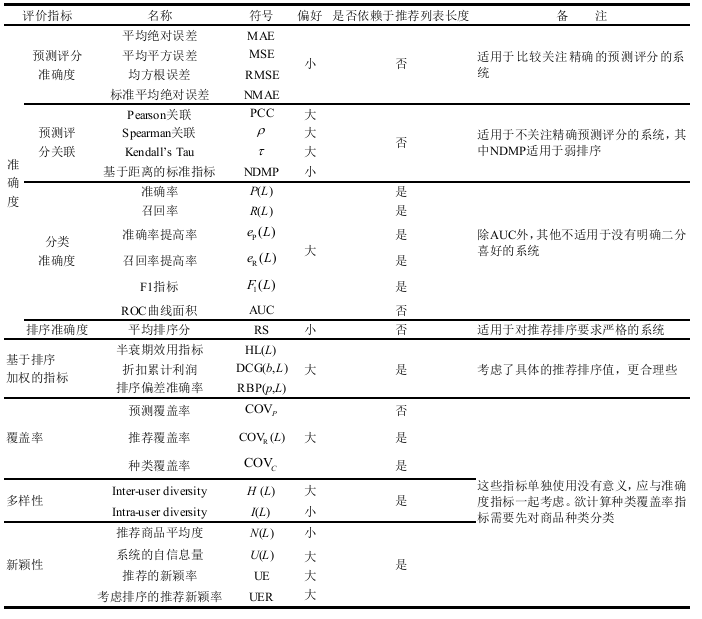 评价指标 名称 符号 偏好 是否依赖于推荐列表长度 备 注
准确度
预测评分准确度
平均绝对误差 MAE
平均平方误差 MSE
均方根误差 RMSE
标准平均绝对误差 NMAE
小 否
适用于比较关注精确的预测评分的系
统
预测评
分关联
Pearson关联 PCC 大
Spearman关联 ρ 大
Kendall's Tau τ 大
基于距离的标准指标 NDMP 小
否
适用于不关注精确预测评分的系统，其
中NDMP适用于弱排序
分类
准确度
准确率 P(L) 是
召回率 R(L) 是
准确率提高率 eP(L) 是
召回率提高率 eR(L) 是
F1指标 F1(L) 是
ROC曲线面积 AUC 否
大
除AUC外，其他不适用于没有明确二分
喜好的系统
排序准确度 平均排序分 RS 小 否 适用于对推荐排序要求严格的系统
基于排序
加权的指标
半衰期效用指标 HL(L)
折扣累计利润 DCG(b,L)
排序偏差准确率 RBP(p,L)
大 是 考虑了具体的推荐排序值，更合理些
覆盖率
预测覆盖率 COVP 否
推荐覆盖率 COVR(L) 大 是
种类覆盖率 COVC 是
多样性
Inter-user diversity H(L) 大
Intra-user diversity I(L) 小
是
新颖性
推荐商品平均度 N(L) 小
系统的自信息量 U(L) 大
推荐的新颖率 UE 大
考虑排序的推荐新颖率 UER 大
是
这些指标单独使用没有意义，应与准确
度指标一起考虑。欲计算种类覆盖率指
标需要先对商品种类分类